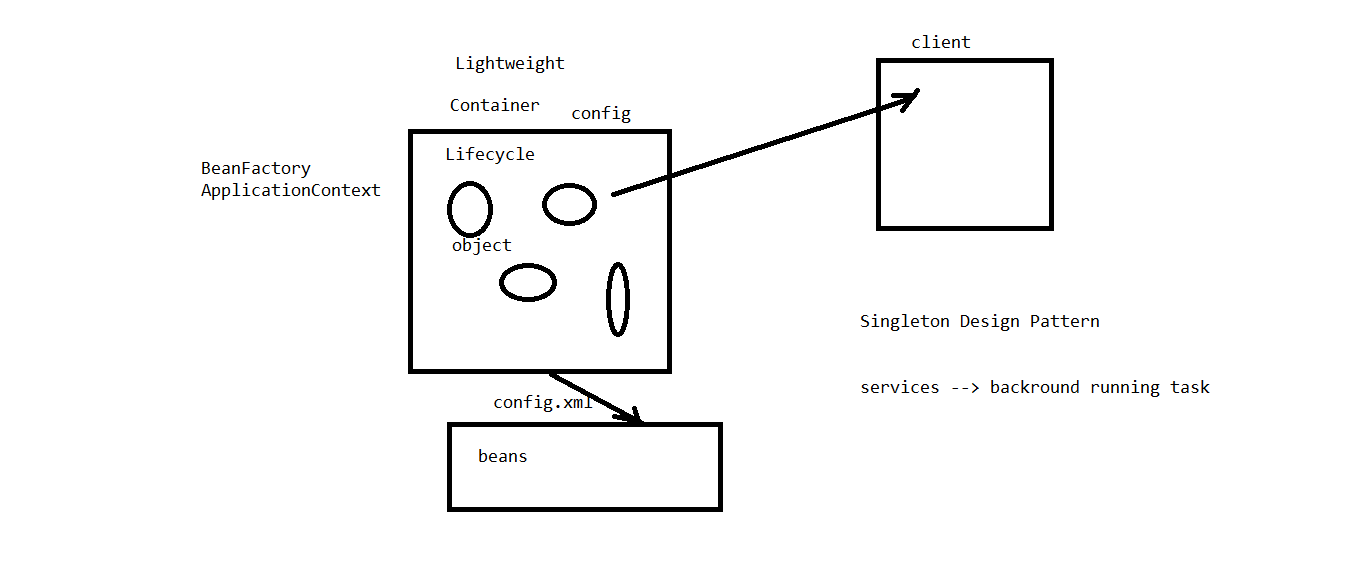 client
Lightweight
Container
config
Lifecycle
BeanFactory
ApplicationContext
object
Singleton Design Pattern
services --> backround running task
config.xml
beans